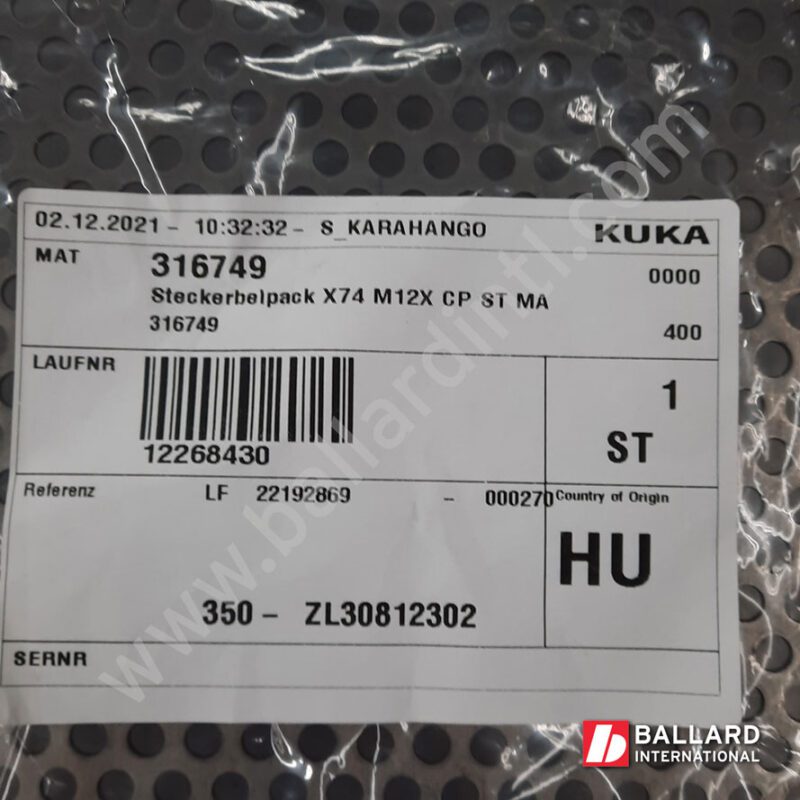 02.12.2021 - 10:32:32 - S_KARAHANGO KUKA
MAT 316749 0000
Steckerbeipack X74 M12X CP ST MA
316749 400
LAUFNR 1
12268430 ST
Referenz LF 22192869 - 000270 Country of Origin
HU
350 - ZL30812302
SERNR
www.ballardintl.com
BALLARD
INTERNATIONAL